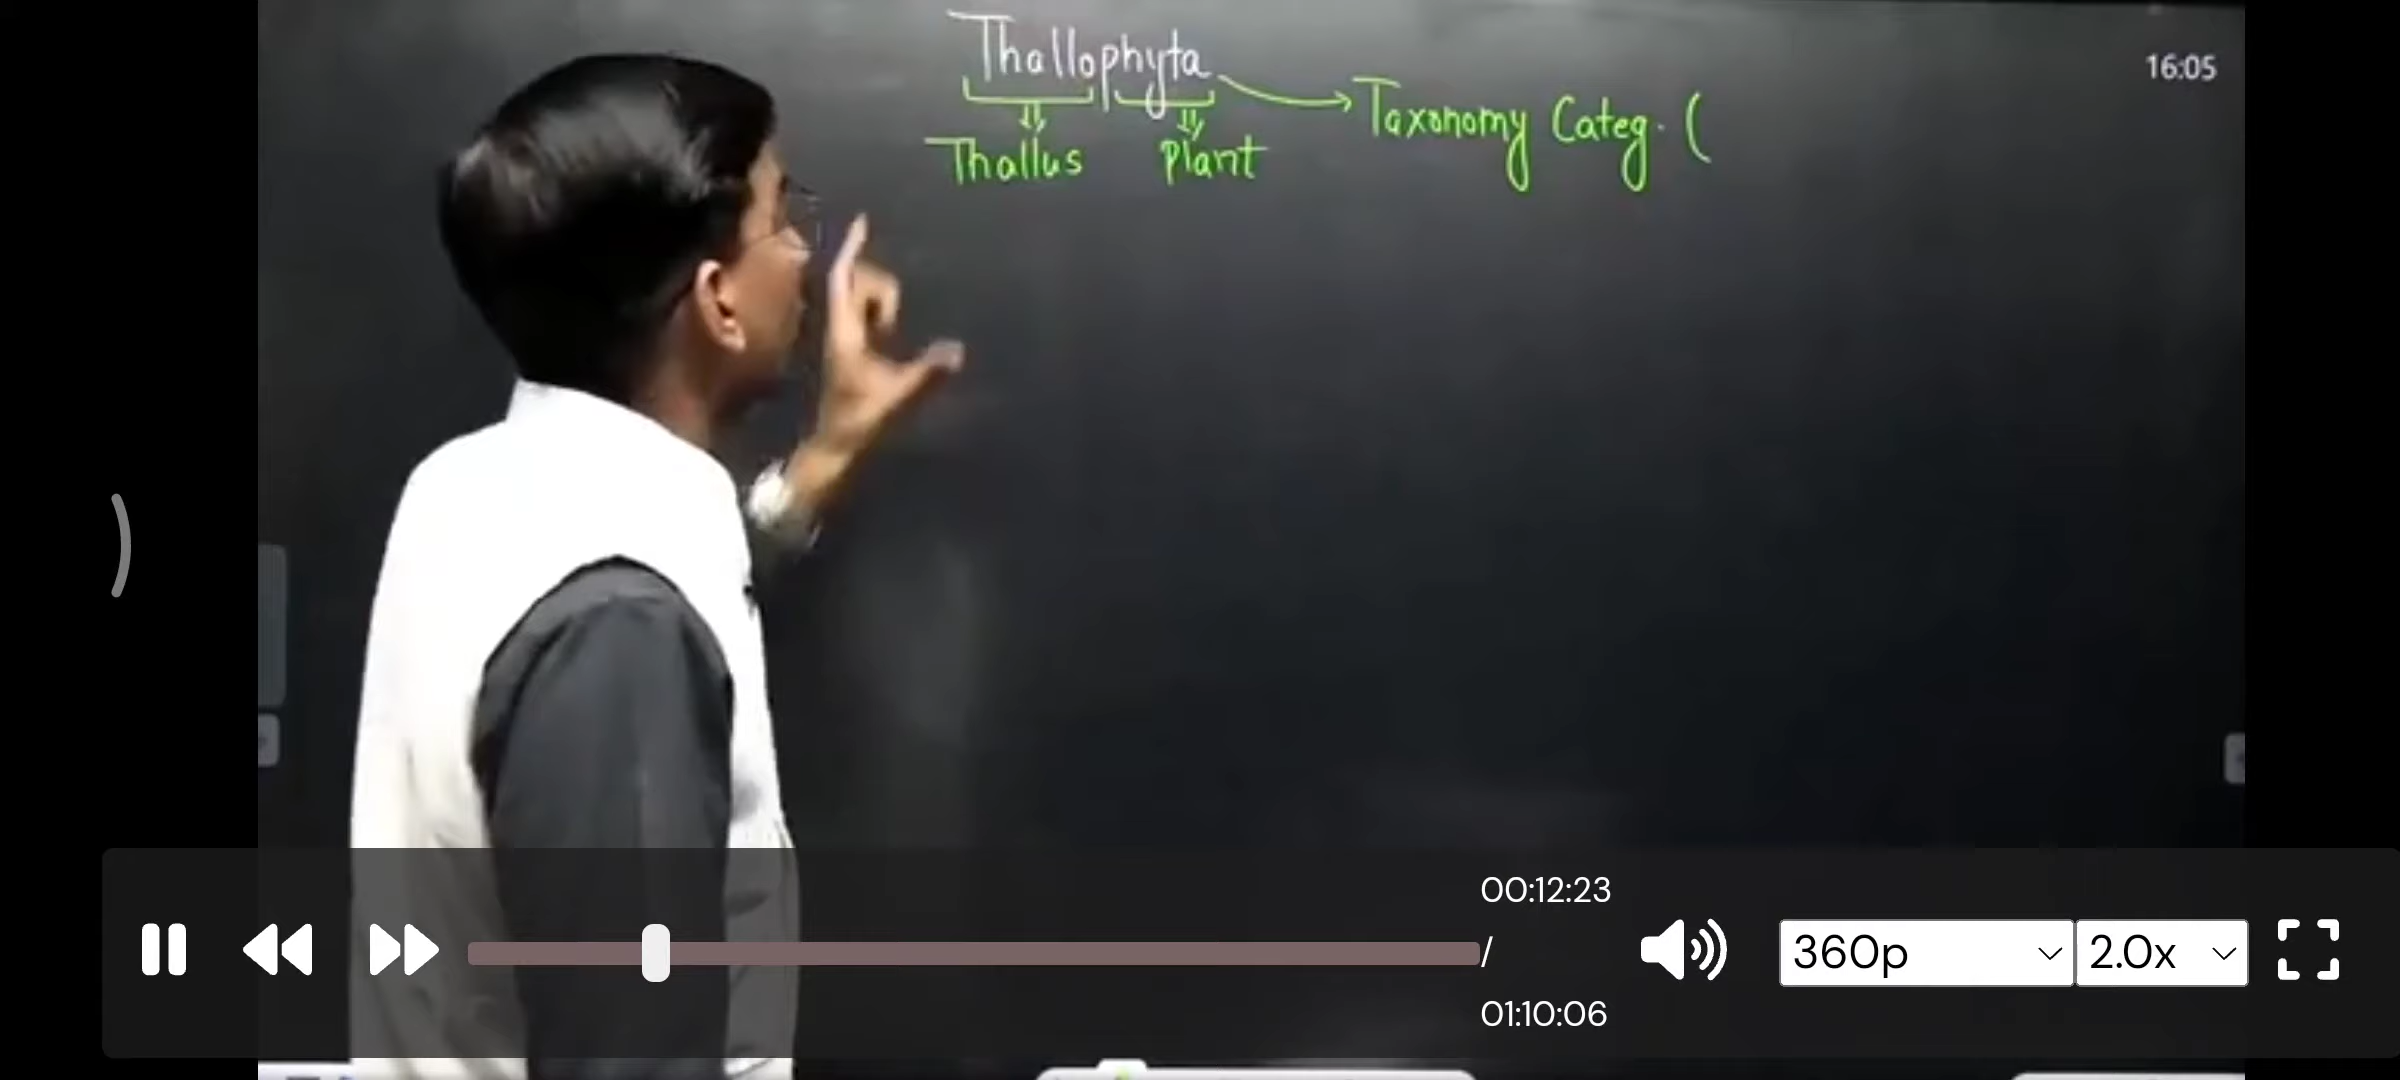 Thallophyta
16:05
Taxonomy Categ. (
Thallus plant
00:12:23
/
01:10:06
360p 2.0x